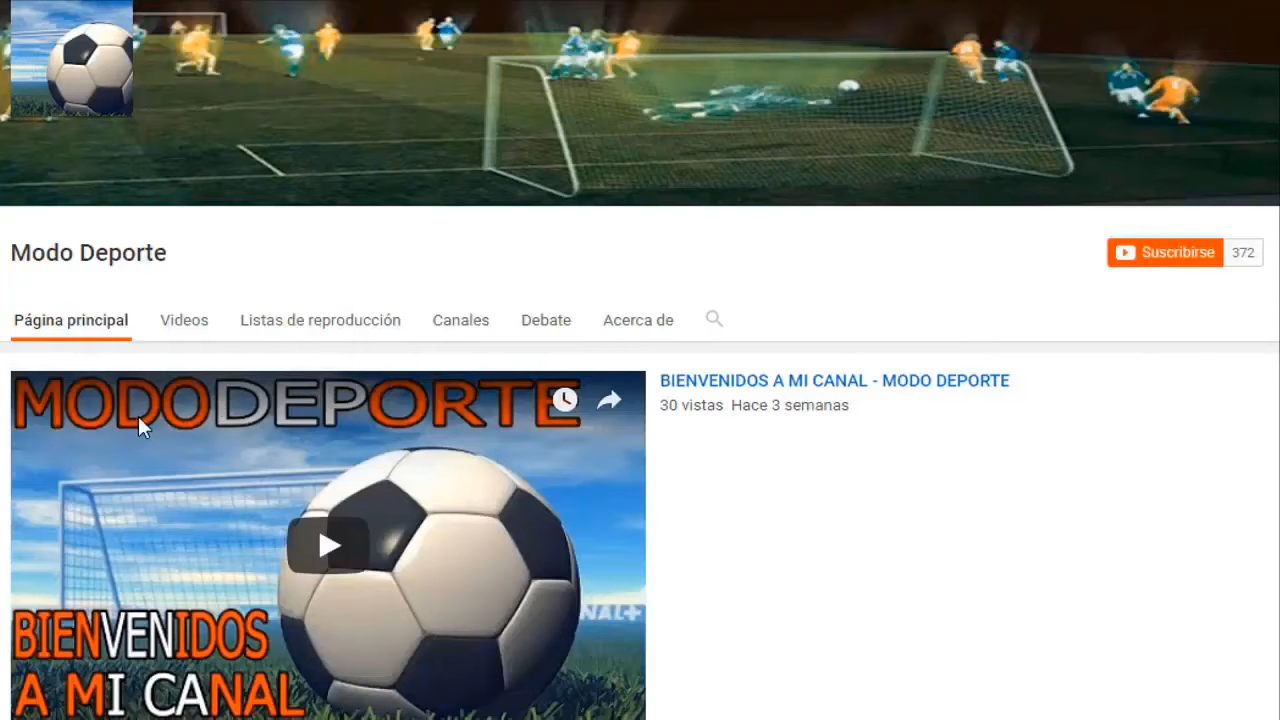 Modo Deporte
Suscribirse 372
Página principal Videos Listas de reproducción Canales Debate Acerca de
MODODEPORTE
BIENVENIDOS A MI CANAL - MODO DEPORTE
30 vistas Hace 3 semanas
NAL+
BIENVENIDOS
A MI CANAL